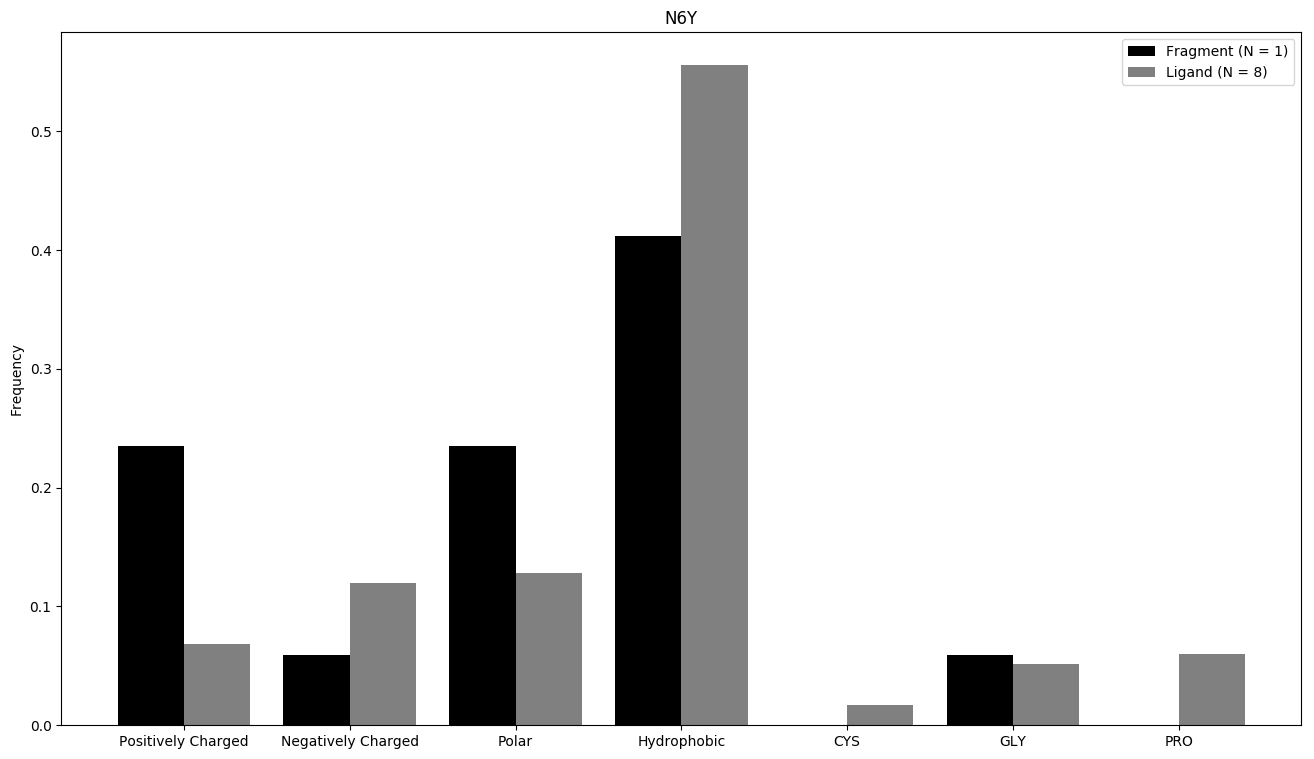 N6Y
Fragment (N = 1)
Ligand (N = 8)
Frequency
0.5
0.4
0.3
0.2
0.1
0.0
Positively Charged
Negatively Charged
Polar
Hydrophobic
CYS
GLY
PRO